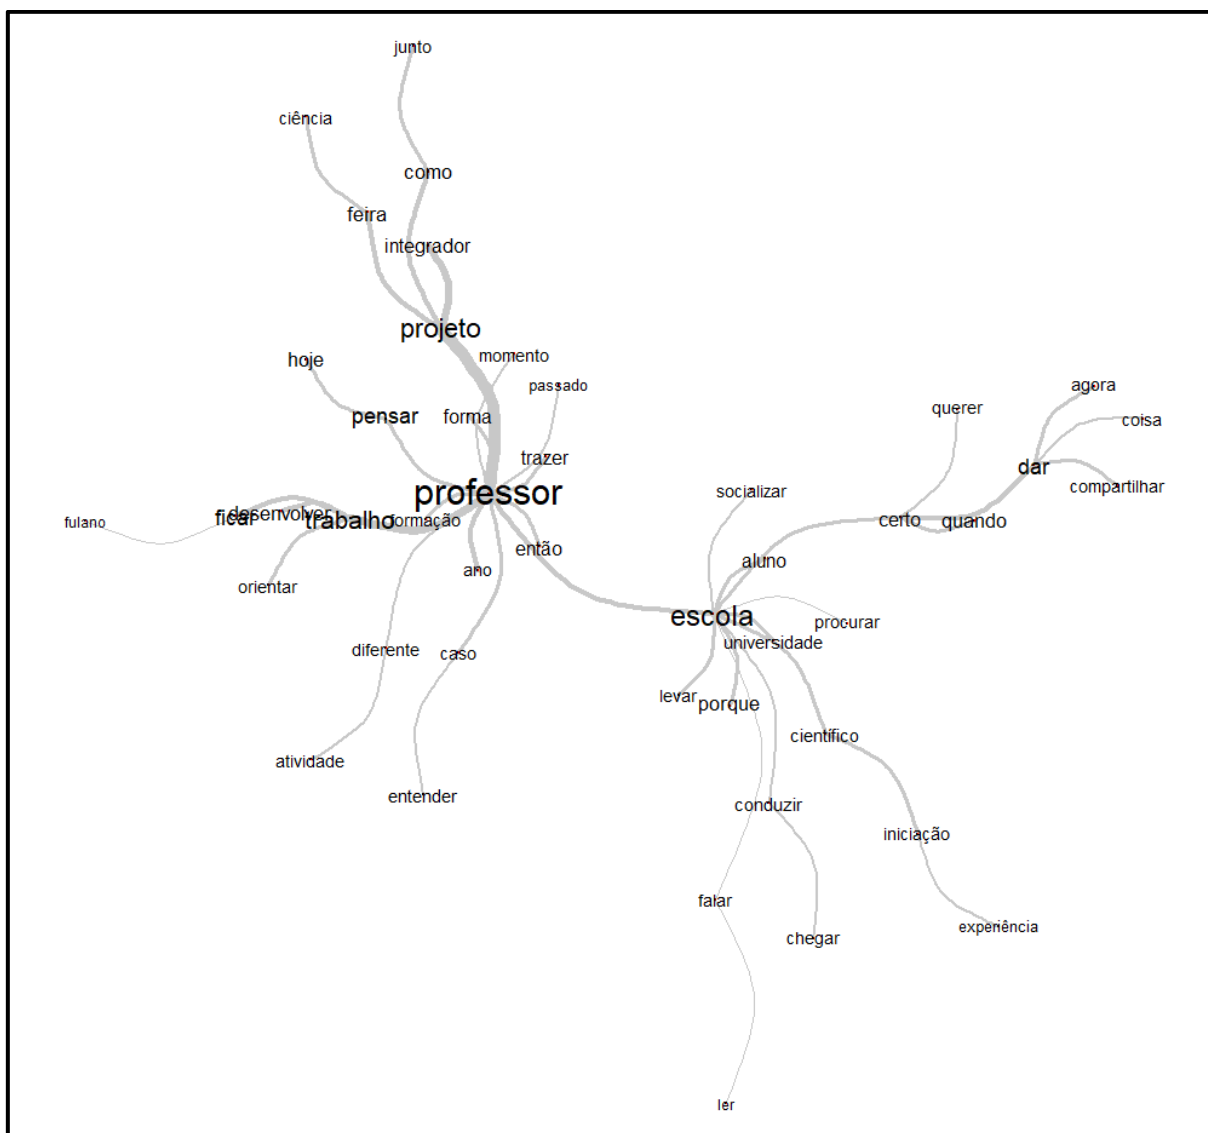 junto
ciência
como
feira
integrador
projeto
momento
hoje
passado
agora
querer
coisa
pensar
forma
trazer
dar
compartilhar
professor
socializar
fulano
ficar
desenvolver
trabalho
formação
certo
quando
então
aluno
ano
orientar
escola
procurar
universidade
diferente
caso
levar
porque
científico
atividade
entender
conduzir
iniciação
falar
experiência
chegar
ler